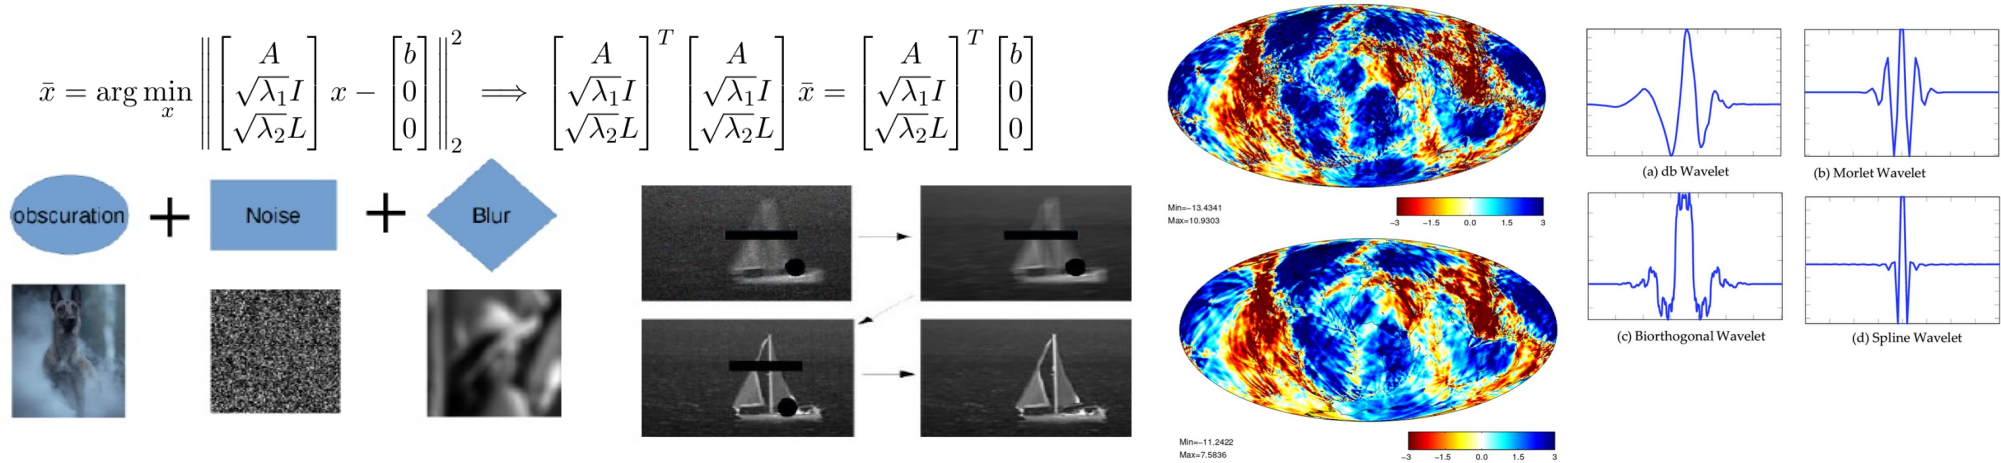 x̄ = arg min_x ‖ [A; √λ₁I; √λ₂L] x − [b; 0; 0] ‖₂² ⟹ [A; √λ₁I; √λ₂L]ᵀ [A; √λ₁I; √λ₂L] x̄ = [A; √λ₁I; √λ₂L]ᵀ [b; 0; 0]
obscuration + Noise + Blur
Min=−13.4341
Max=10.9303
−3 −1.5 0.0 1.5 3
Min=−11.2422
Max=7.5836
−3 −1.5 0.0 1.5 3
(a) db Wavelet
(b) Morlet Wavelet
(c) Biorthogonal Wavelet
(d) Spline Wavelet